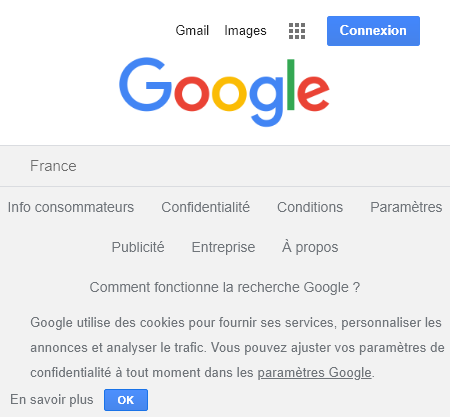 Gmail Images Connexion
Google
France
Info consommateurs Confidentialité Conditions Paramètres
Publicité Entreprise À propos
Comment fonctionne la recherche Google ?
Google utilise des cookies pour fournir ses services, personnaliser les
annonces et analyser le trafic. Vous pouvez ajuster vos paramètres de
confidentialité à tout moment dans les paramètres Google.
En savoir plus OK